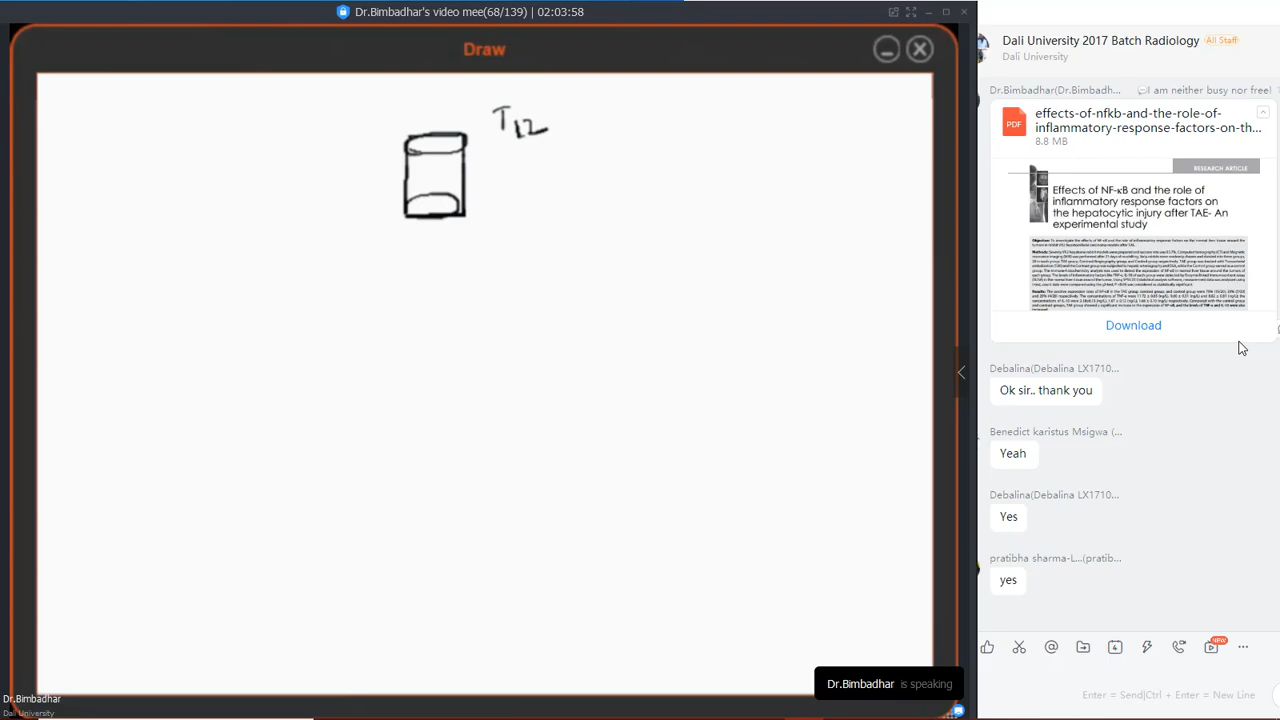 Dr.Bimbadhar's video mee(68/139) | 02:03:58
Draw
T12
Dr.Bimbadhar is speaking
Dr.Bimbadhar
Dali University
Dali University 2017 Batch Radiology All Staff
Dali University
Dr.Bimbadhar(Dr.Bimbadh... I am neither busy nor free!
PDF
effects-of-nfkb-and-the-role-of-
inflammatory-response-factors-on-th...
8.8 MB
RESEARCH ARTICLE
Effects of NF-κB and the role of
inflammatory response factors on
the hepatocytic injury after TAE- An
experimental study
Download
Debalina(Debalina LX1710...
Ok sir.. thank you
Benedict karistus Msigwa (...
Yeah
Debalina(Debalina LX1710...
Yes
pratibha sharma-L...(pratib...
yes
4
NEW
Enter = Send|Ctrl + Enter = New Line